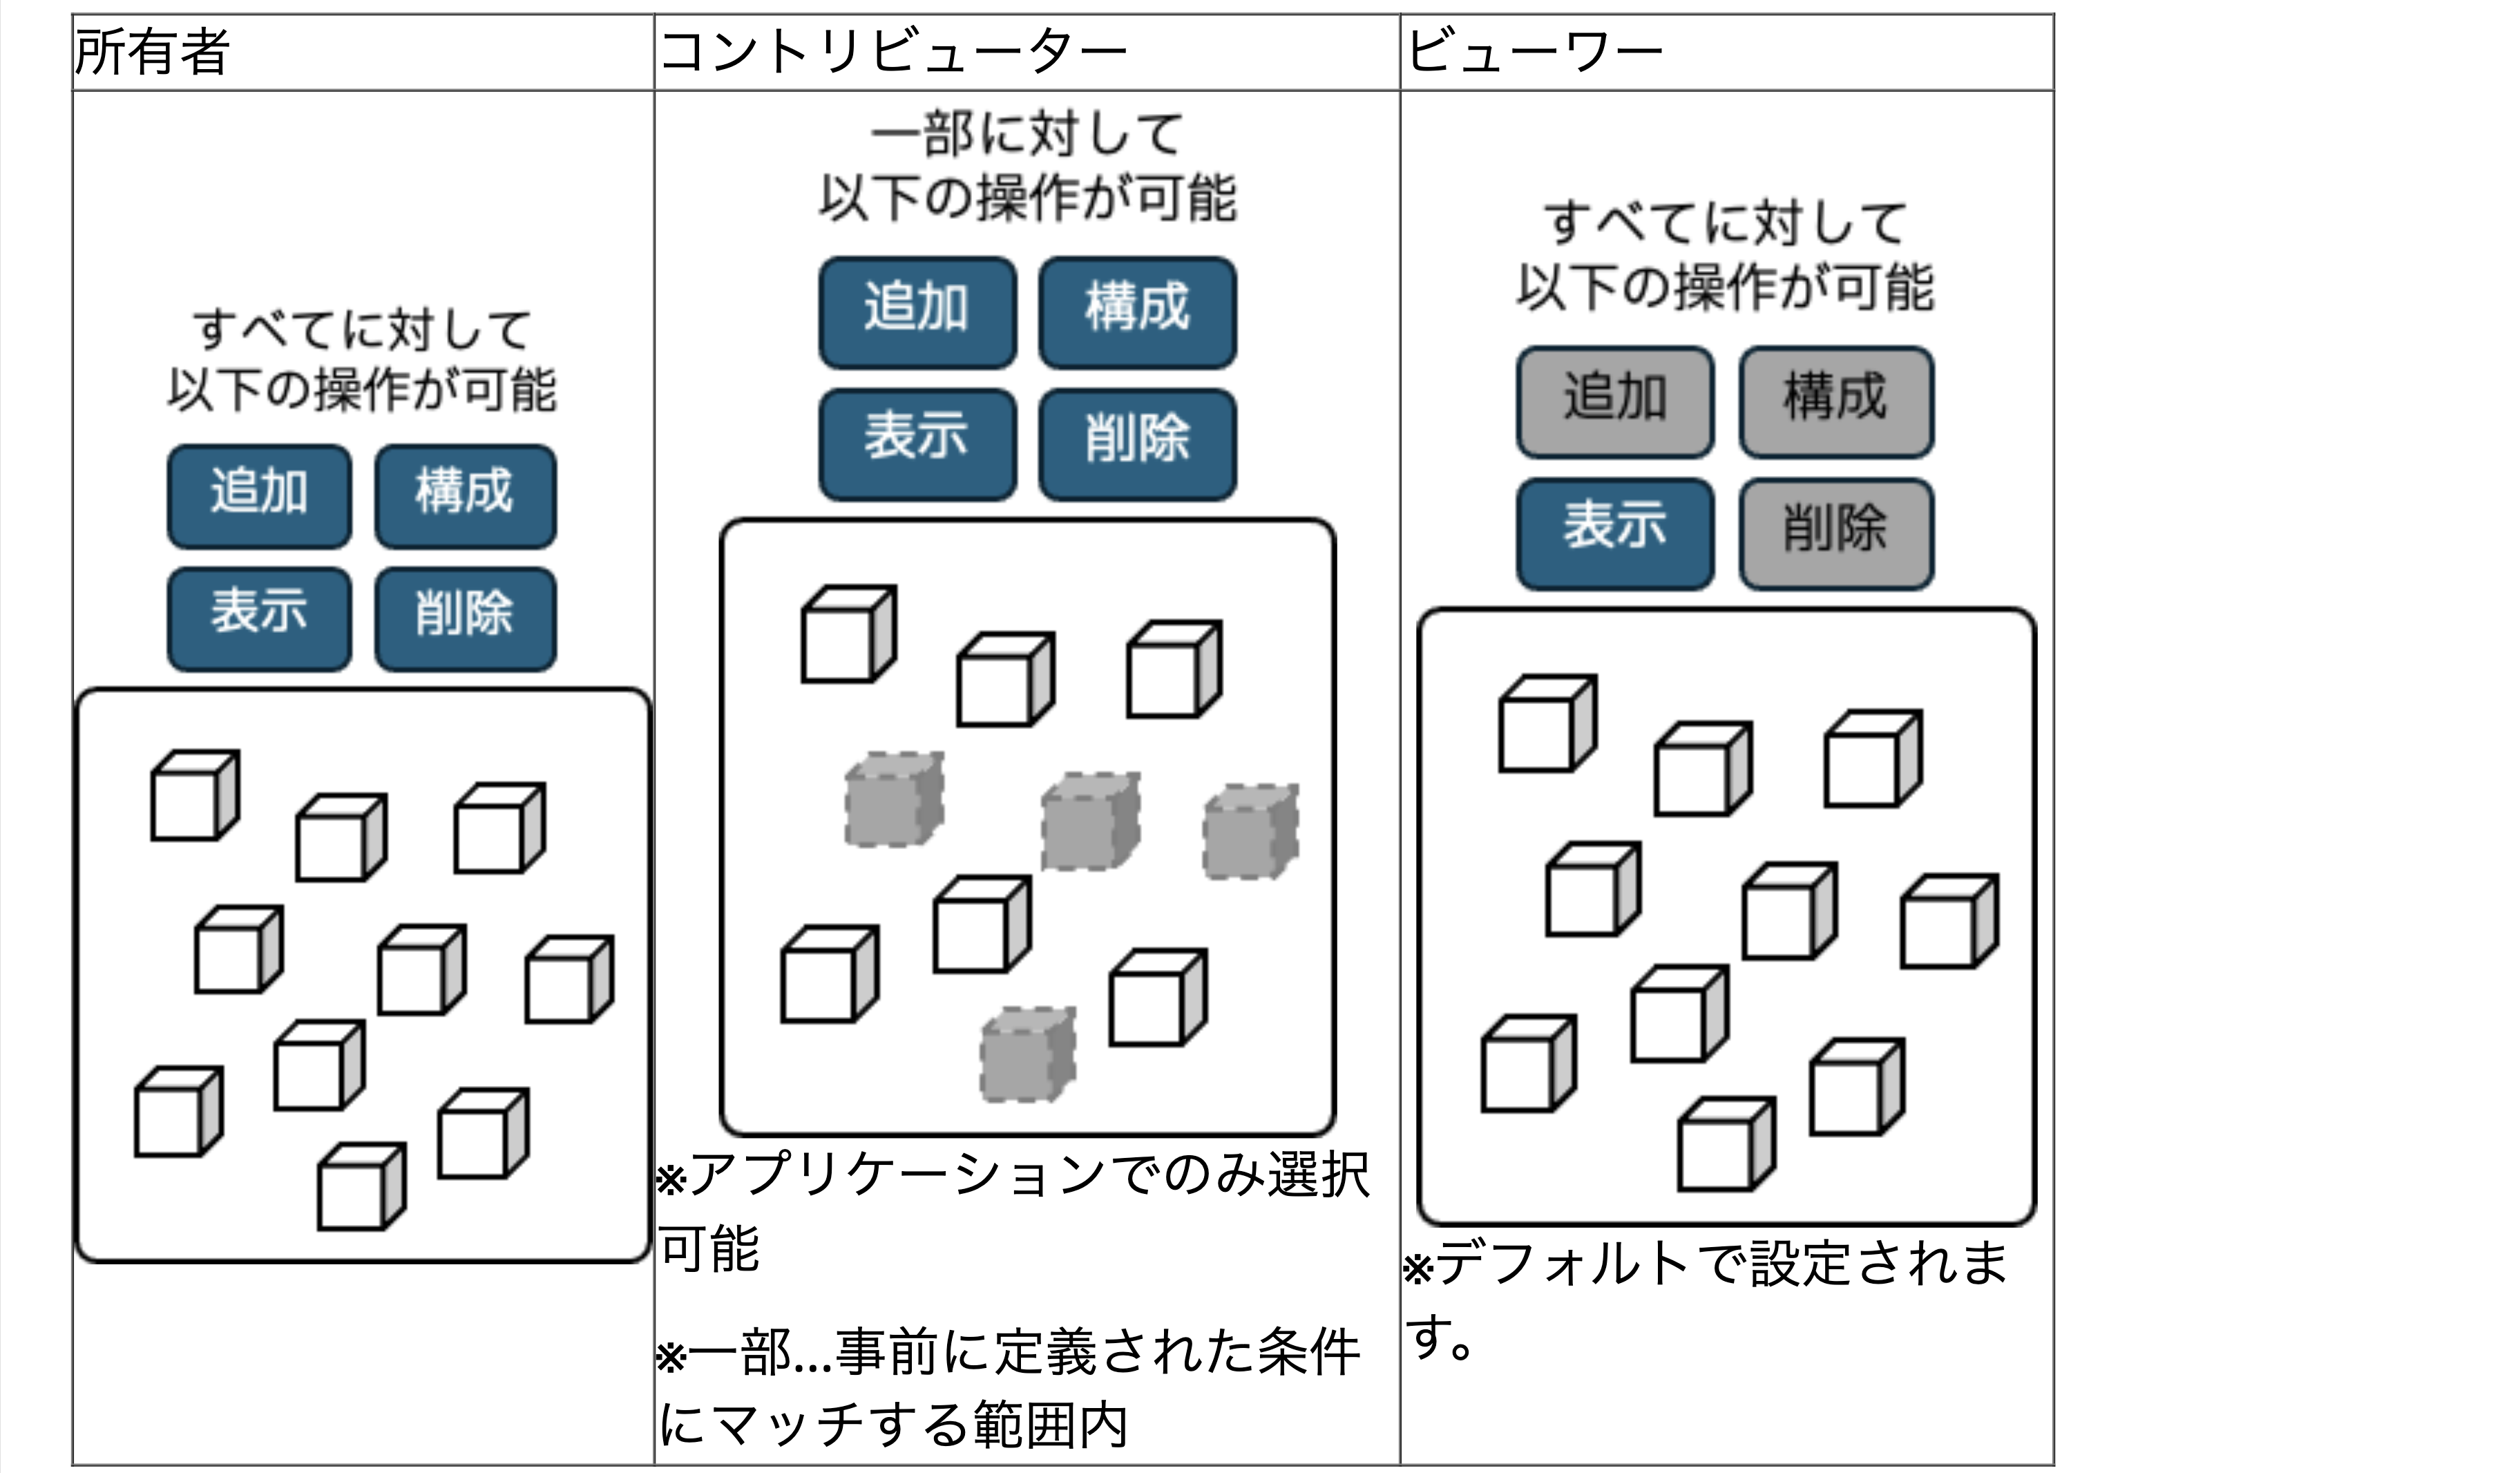 所有者
コントリビューター
ビューワー
すべてに対して
以下の操作が可能
追加
構成
表示
削除
一部に対して
以下の操作が可能
追加
構成
表示
削除
※アプリケーションでのみ選択
可能
※一部…事前に定義された条件
にマッチする範囲内
すべてに対して
以下の操作が可能
追加
構成
表示
削除
※デフォルトで設定されま
す。